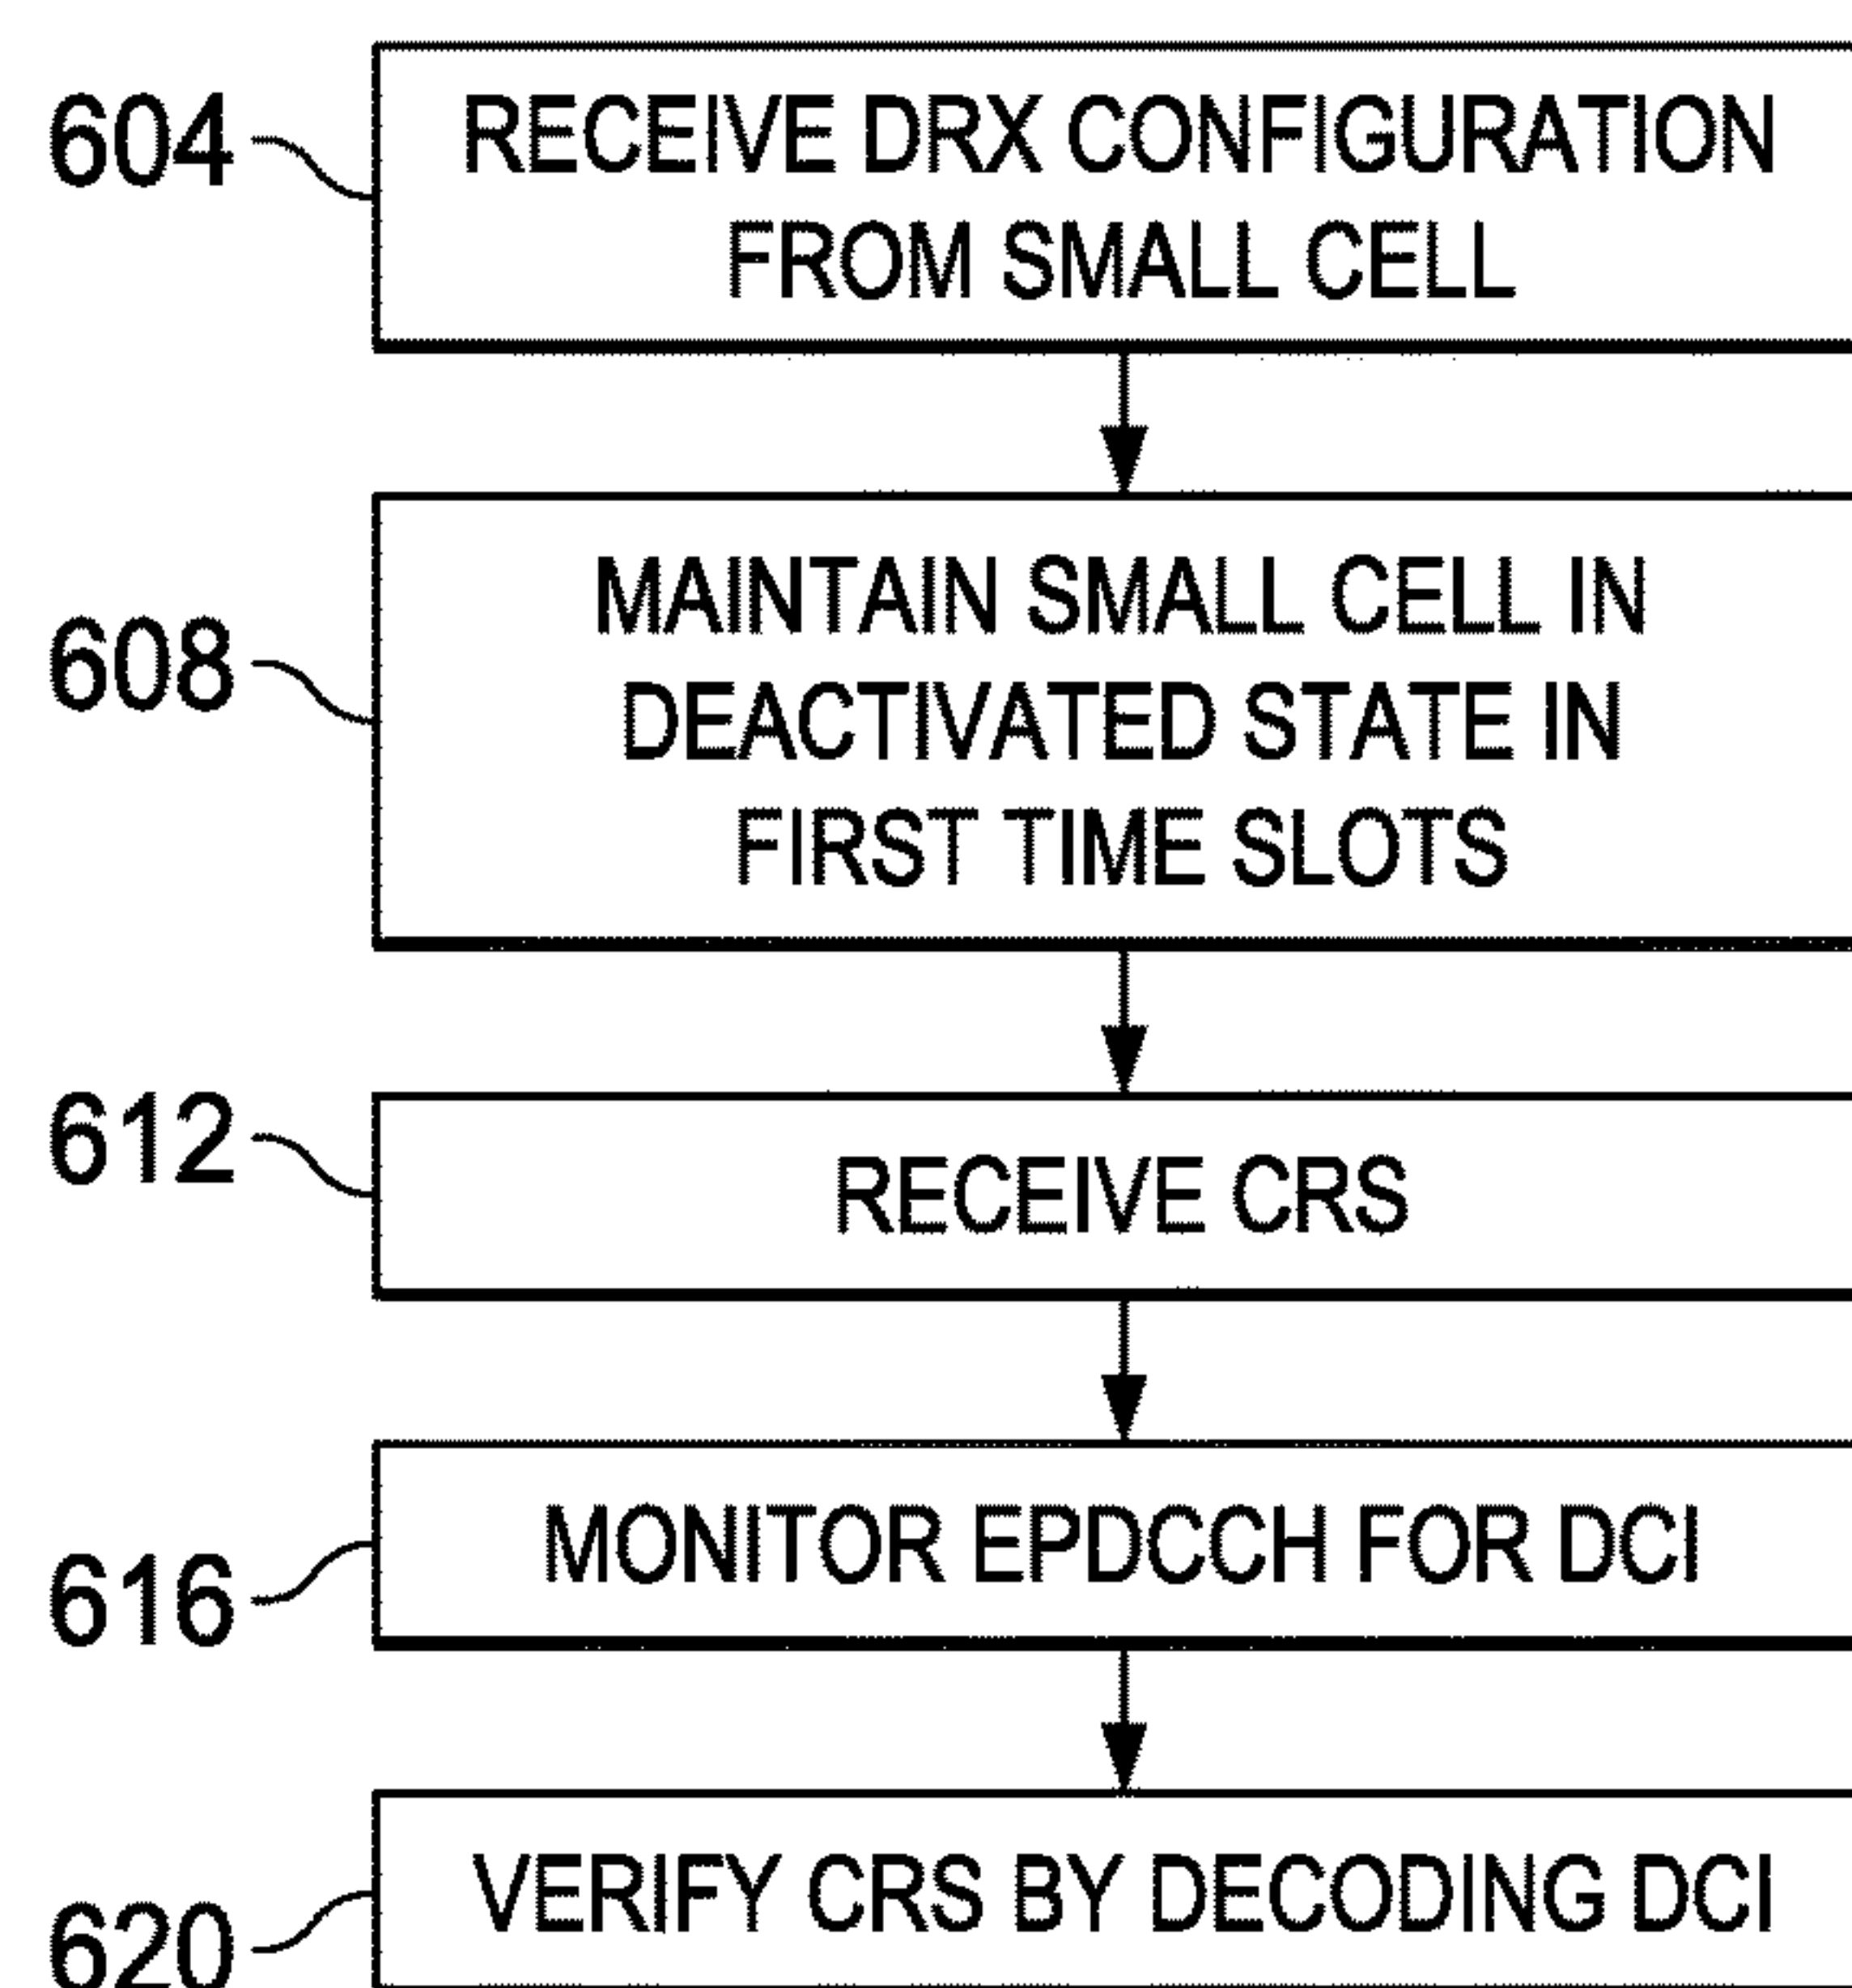 604
RECEIVE DRX CONFIGURATION
FROM SMALL CELL
608
MAINTAIN SMALL CELL IN
DEACTIVATED STATE IN
FIRST TIME SLOTS
612
RECEIVE CRS
616
MONITOR EPDCCH FOR DCI
620
VERIFY CRS BY DECODING DCI